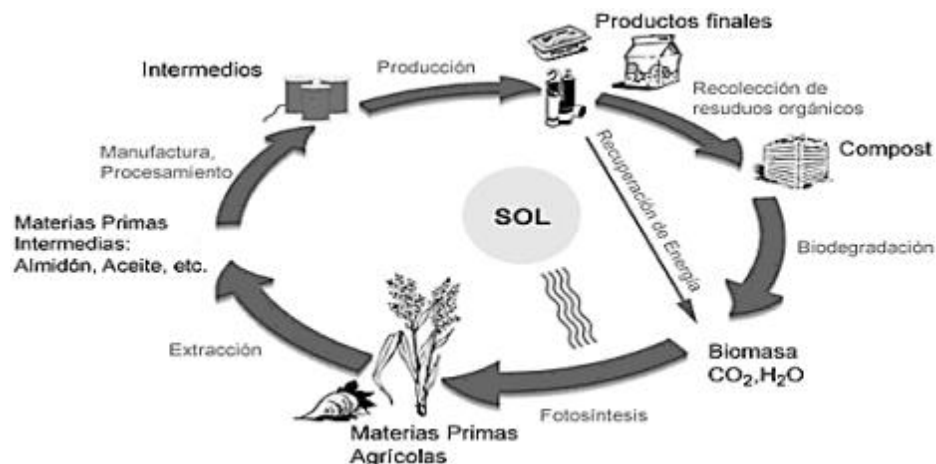 Productos finales
Producción
Intermedios
Recolección de
resuduos orgánicos
Compost
Manufactura,
Procesamiento
Recuperación de Energía
SOL
Materias Primas
Intermedias:
Almidón, Aceite, etc.
Biodegradación
Extracción
Biomasa
CO₂,H₂O
Fotosíntesis
Materias Primas
Agrícolas